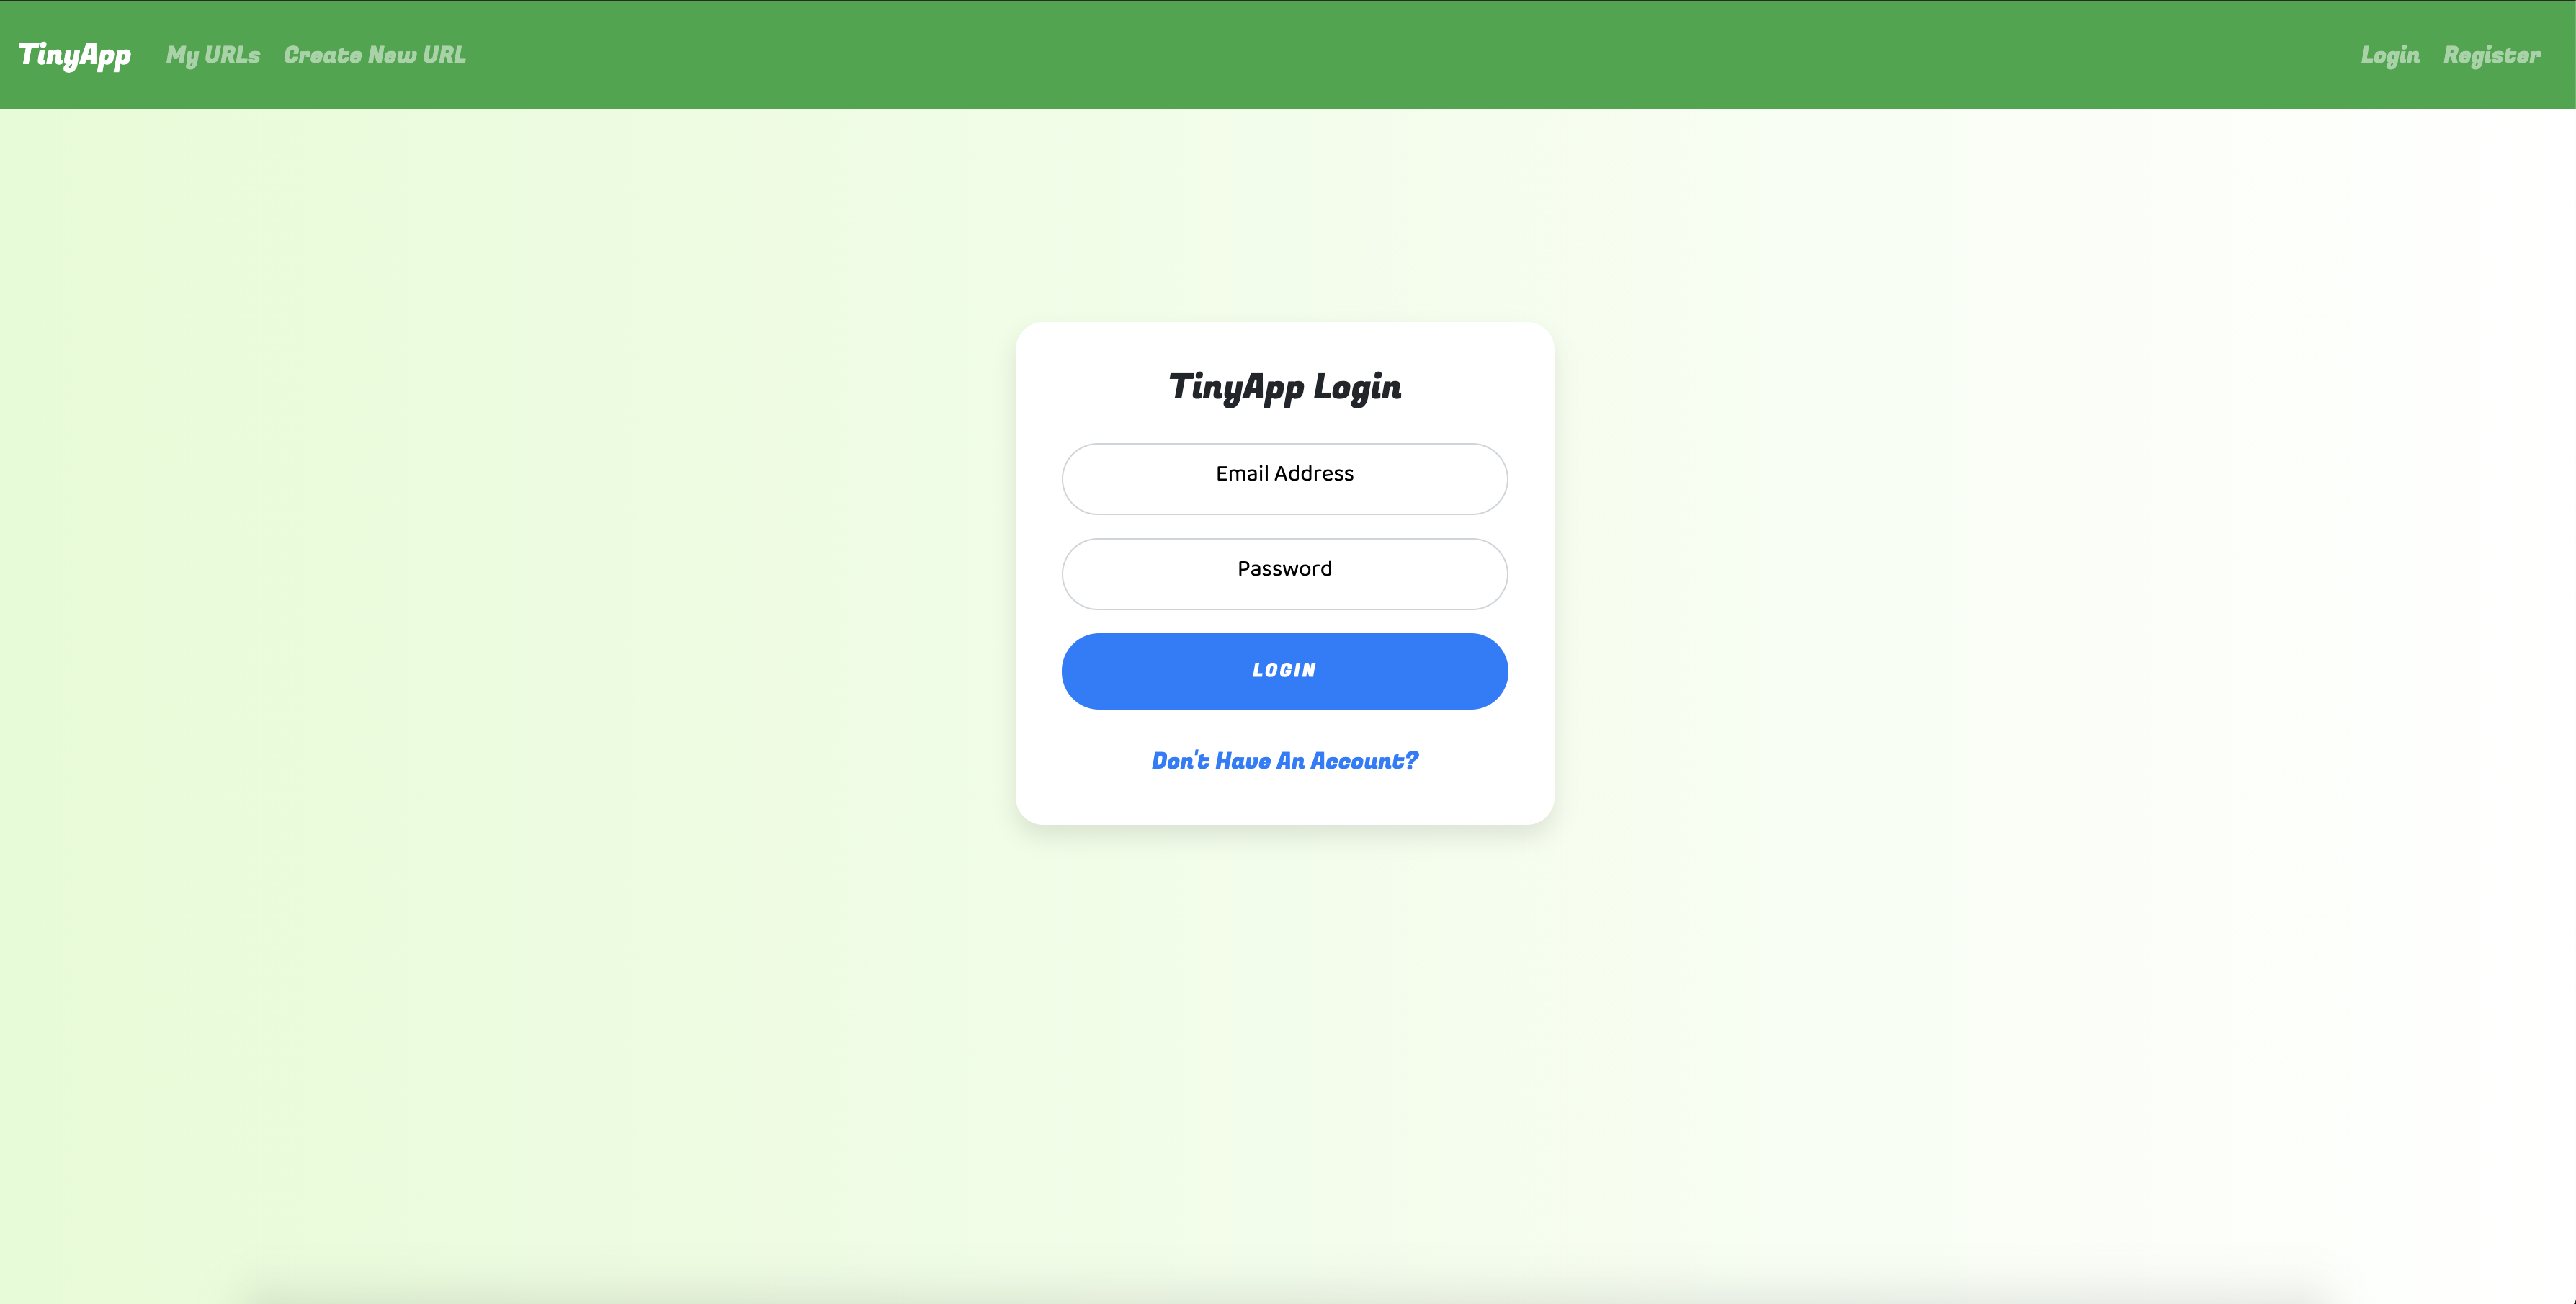 TinyApp My URLs Create New URL Login Register
TinyApp Login
Email Address
Password
LOGIN
Don't Have An Account?